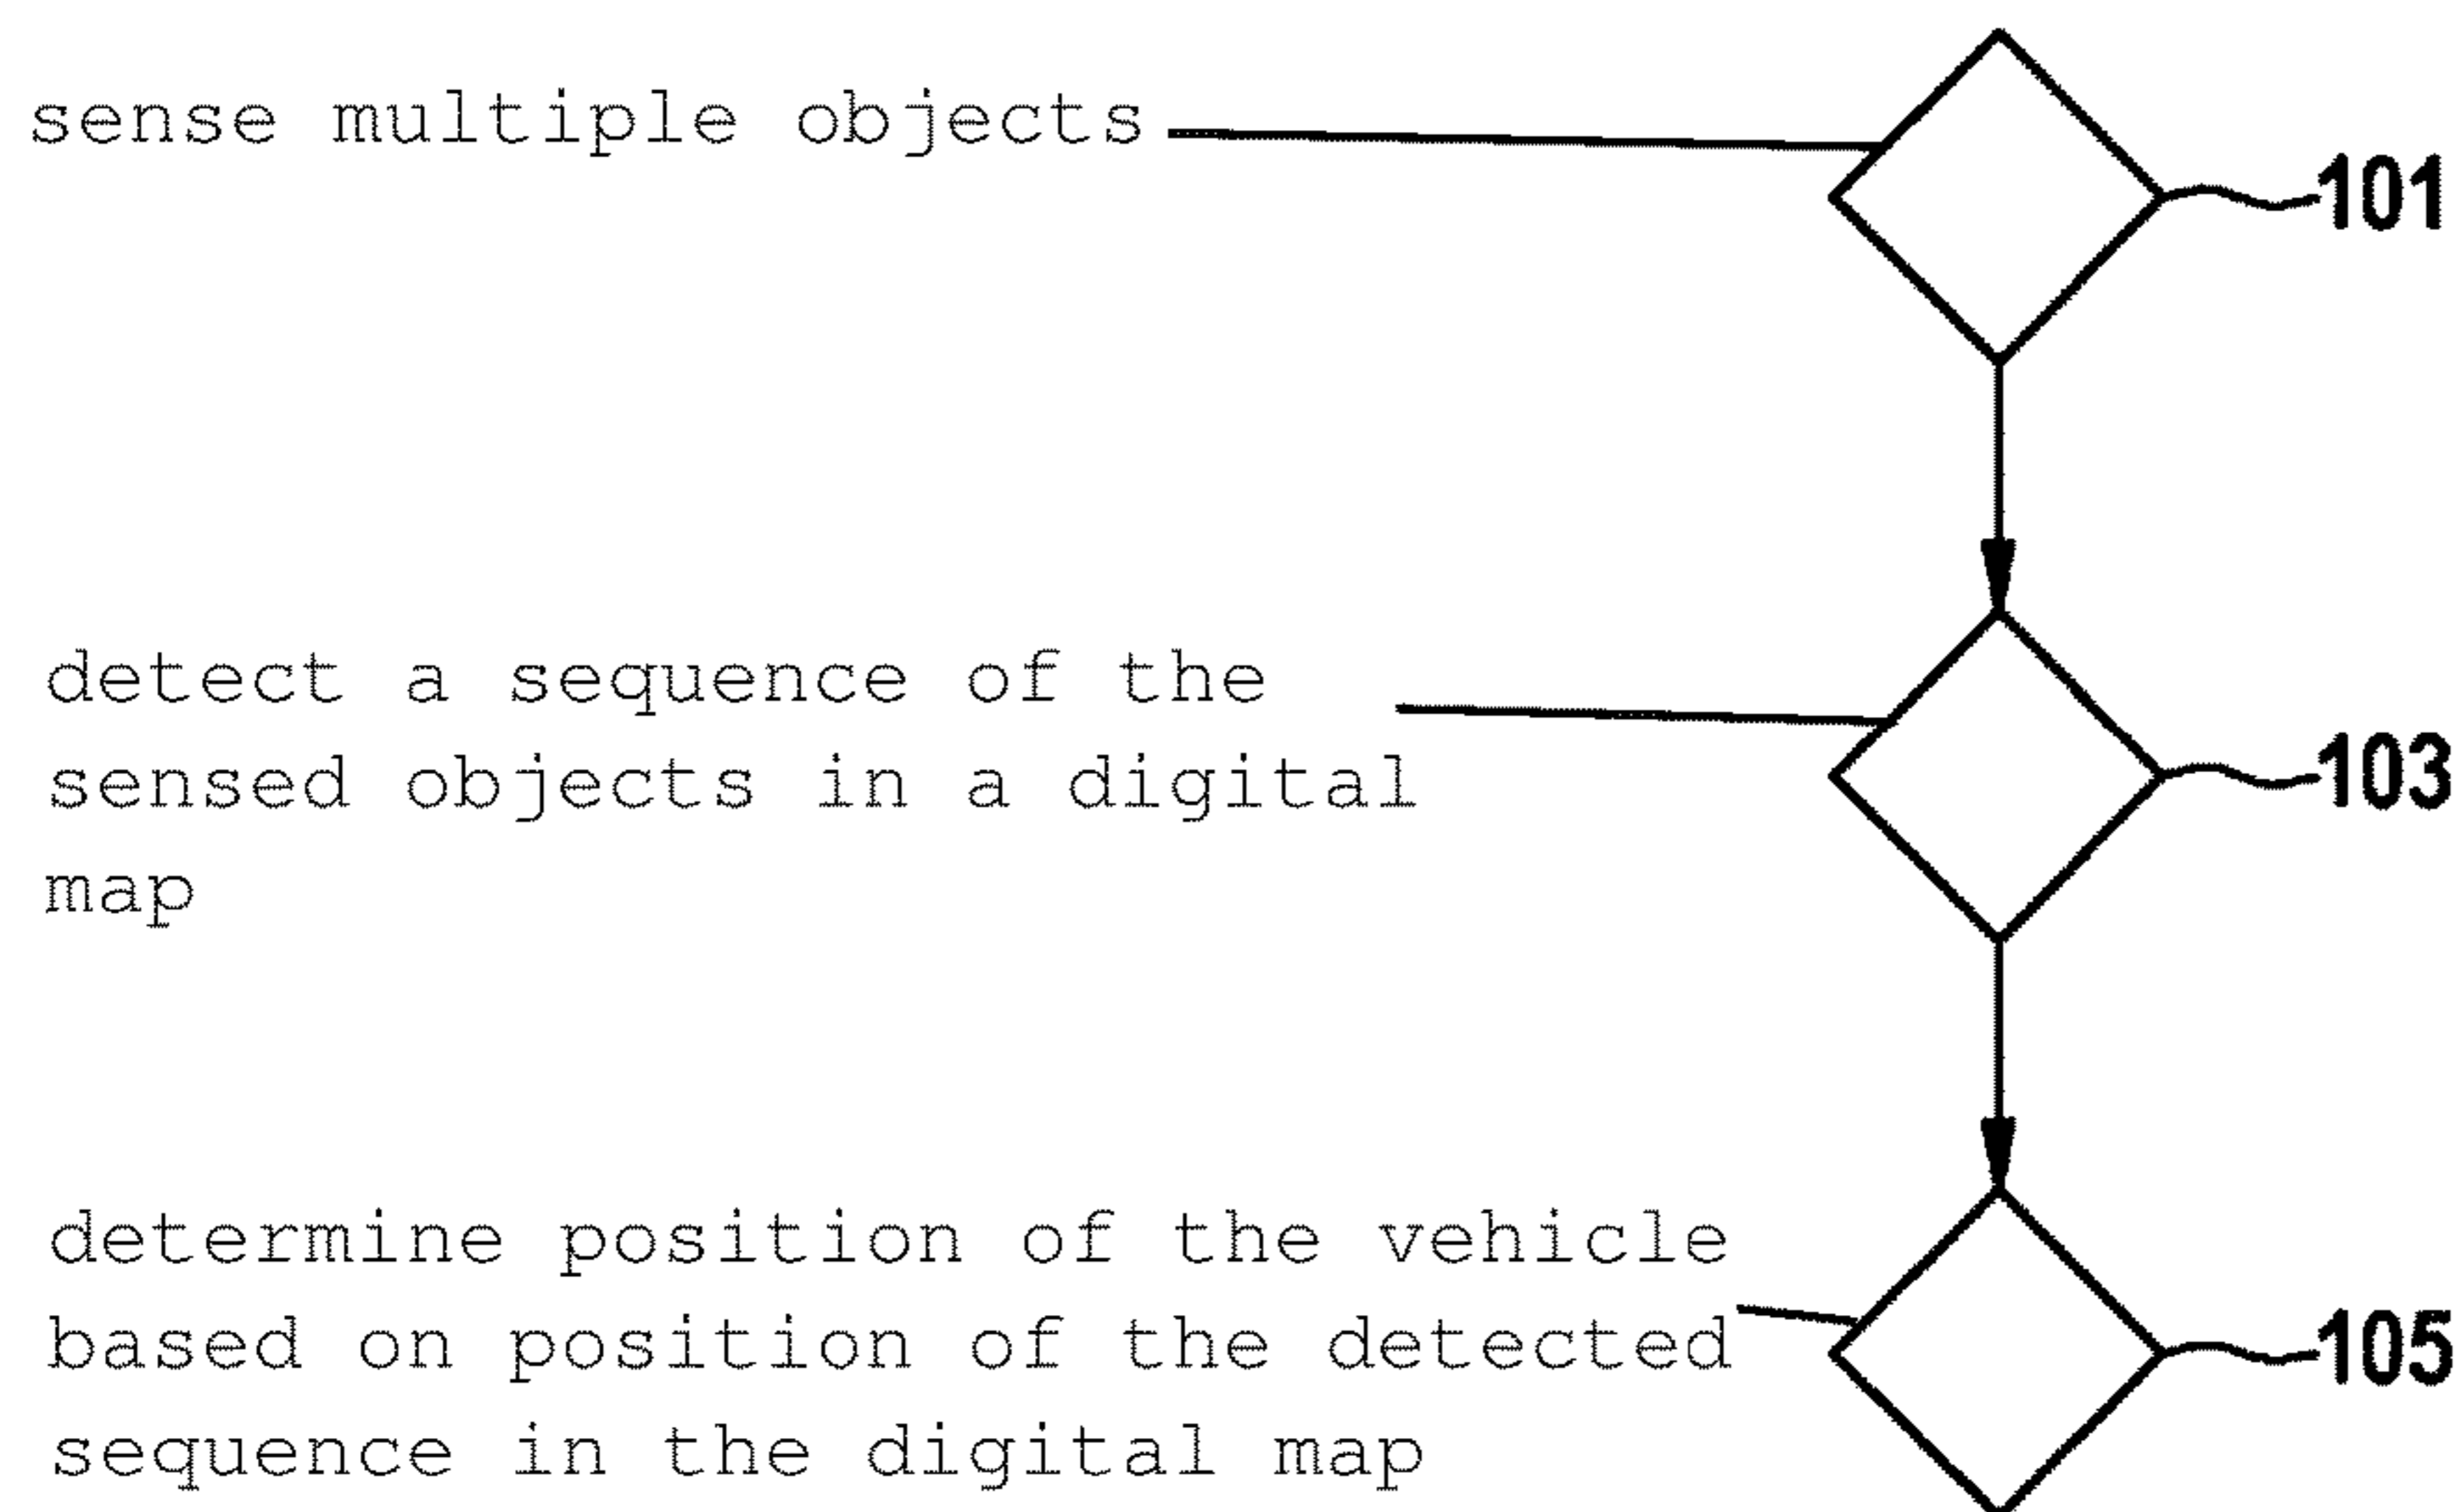 sense multiple objects
101
detect a sequence of the
sensed objects in a digital
map
103
determine position of the vehicle
based on position of the detected
sequence in the digital map
105